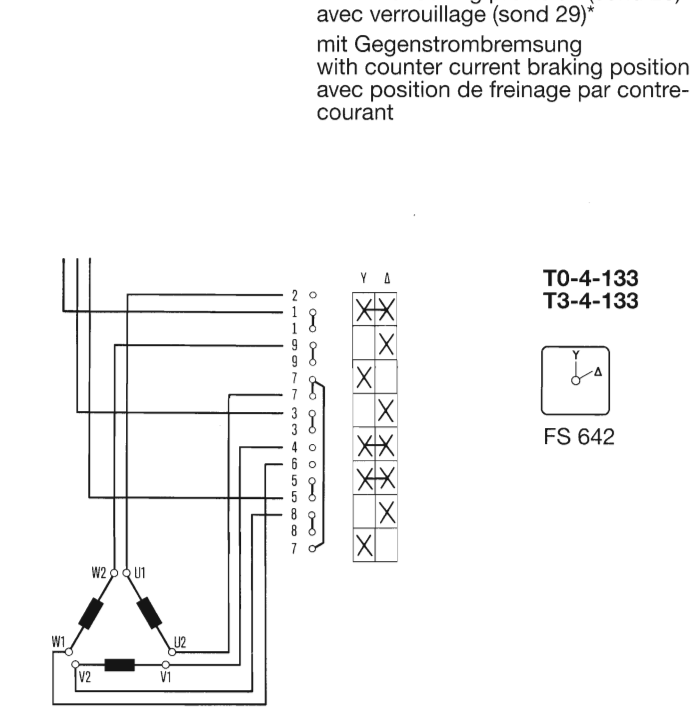 avec verrouillage (sond 29)*
mit Gegenstrombremsung
with counter current braking position
avec position de freinage par contre-
courant
Y Δ
T0-4-133
T3-4-133
2
1
1
9
9
7
7
3
3
4
6
5
5
8
8
7
Y
Δ
FS 642
W2 U1
W1 U2
V2 V1